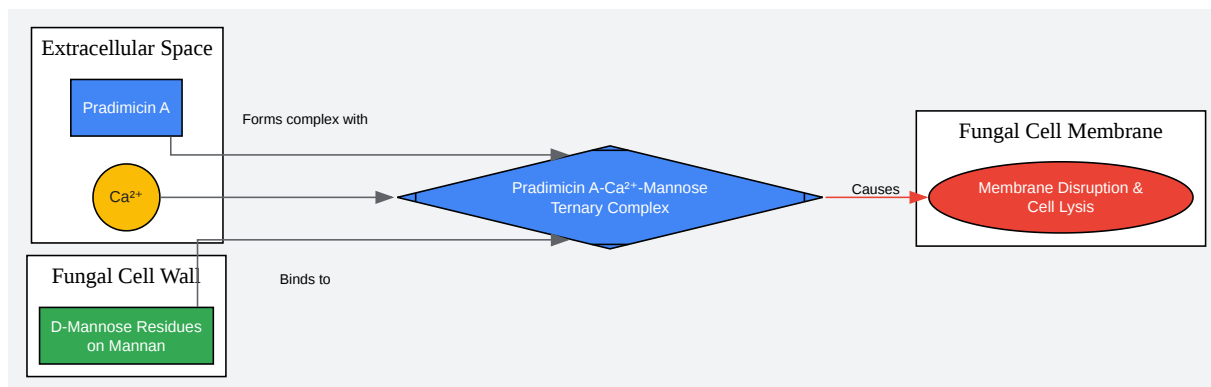 Extracellular Space
Pradimicin A
Ca²⁺
Forms complex with
Fungal Cell Wall
D-Mannose Residues
on Mannan
Binds to
Pradimicin A-Ca²⁺-Mannose
Ternary Complex
Causes
Fungal Cell Membrane
Membrane Disruption &
Cell Lysis